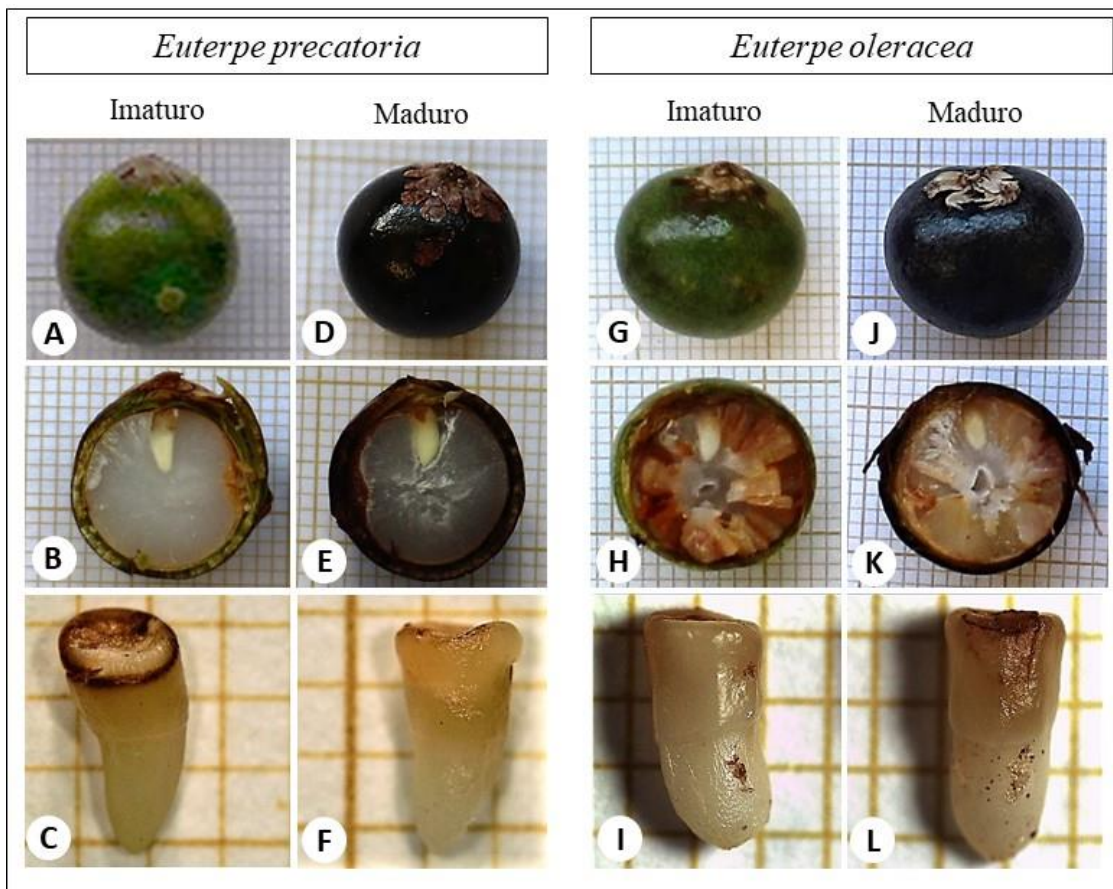 Euterpe precatoria Euterpe oleracea
Imaturo Maduro Imaturo Maduro
A D G J
B E H K
C F I L